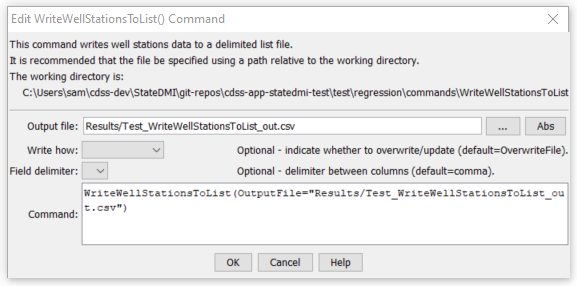 Edit WriteWellStationsToList() Command
This command writes well stations data to a delimited list file.
It is recommended that the file be specified using a path relative to the working directory.
The working directory is:
C:\Users\sam\cdss-dev\StateDMI\git-repos\cdss-app-statedmi-test\test\regression\commands\WriteWellStationsToList
Output file: Results/Test_WriteWellStationsToList_out.csv ... Abs
Write how: Optional - indicate whether to overwrite/update (default=OverwriteFile).
Field delimiter: Optional - delimiter between columns (default=comma).
WriteWellStationsToList(OutputFile="Results/Test_WriteWellStationsToList_ou
t.csv")
Command:
OK Cancel Help